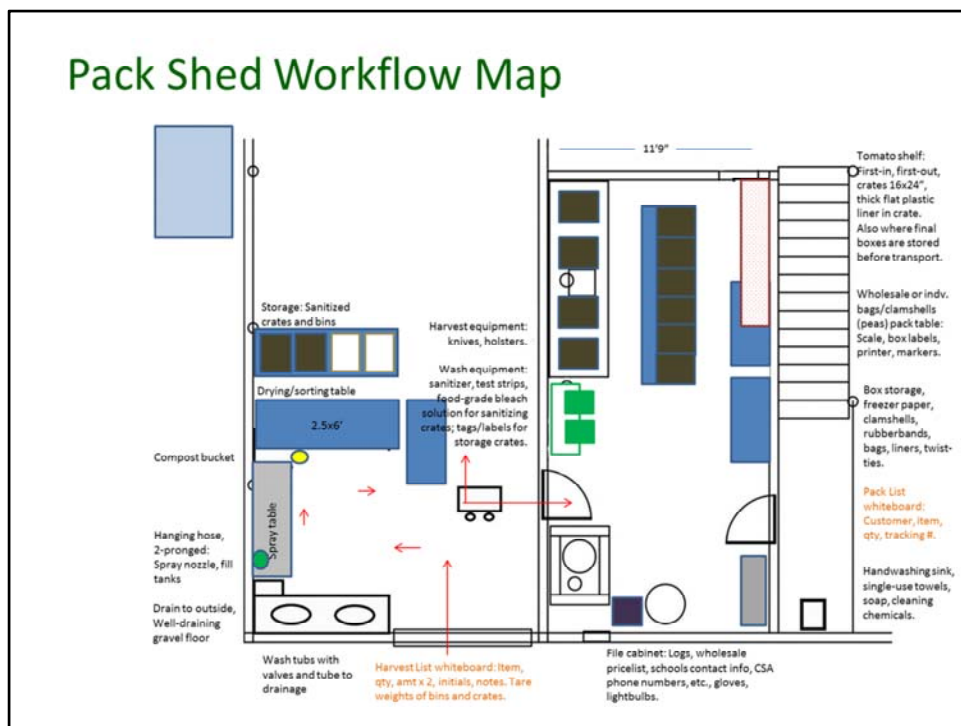 Pack Shed Workflow Map
11'9"
Tomato shelf:
First-in, first-out,
crates 16x24",
thick flat plastic
liner in crate.
Also where final
boxes are stored
before transport.
Storage: Sanitized
crates and bins
Harvest equipment:
knives, holsters.
Wholesale or indv.
bags/clamshells
(peas) pack table:
Scale, box labels,
printer, markers.
Wash equipment:
sanitizer, test strips,
food-grade bleach
solution for sanitizing
crates; tags/labels for
storage crates.
Drying/sorting table
2.5x6'
Box storage,
freezer paper,
clamshells,
rubberbands,
bags, liners, twist-
ties.
Compost bucket
Spray table
Pack List
whiteboard:
Customer, item,
qty, tracking #.
Hanging hose,
2-pronged:
Spray nozzle, fill
tanks
Handwashing sink,
single-use towels,
soap, cleaning
chemicals.
Drain to outside,
Well-draining
gravel floor
Wash tubs with
valves and tube to
drainage
Harvest List whiteboard: Item,
qty, amt x 2, initials, notes. Tare
weights of bins and crates.
File cabinet: Logs, wholesale
pricelist, schools contact info, CSA
phone numbers, etc., gloves,
lightbulbs.